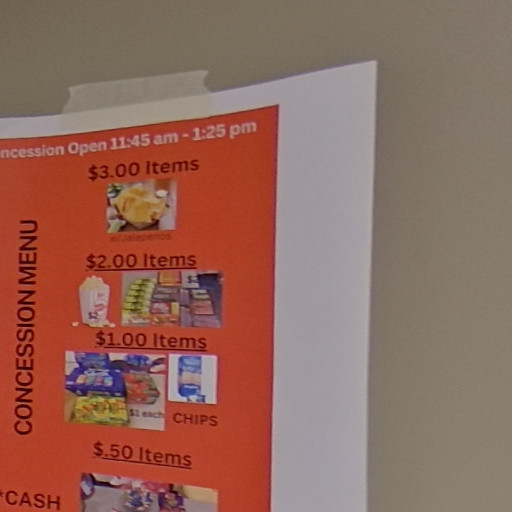 ncession Open 11:45 am - 1:25 pm
$3.00 Items
w/Jalapenos
$2.00 Items
CONCESSION MENU
$1.00 Items
$1 each
CHIPS
$.50 Items
*CASH